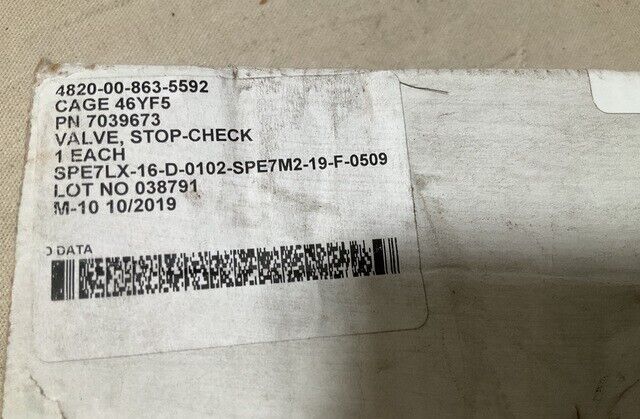 4820-00-863-5592
CAGE 46YF5
PN 7039673
VALVE, STOP-CHECK
1 EACH
SPE7LX-16-D-0102-SPE7M2-19-F-0509
LOT NO 038791
M-10 10/2019
DATA